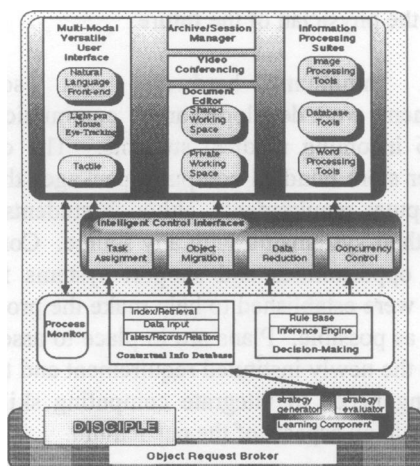 Multi-Modal
Versatile
User
Interface
Natural
Language
Front-end
Light-pen
Mouse
Eye-Tracking
Tactile
Archive/Session
Manager
Video
Conferencing
Document
Editor
Shared
Working
Space
Private
Working
Space
Information
Processing
Suites
Image
Processing
Tools
Database
Tools
Word
Processing
Tools
Intelligent Control Interfaces
Task
Assignment
Object
Migration
Data
Reduction
Concurrency
Control
Process
Monitor
Index/Retrieval
Data Input
Tables/Records/Relations
Contextual Info Database
Rule Base
Inference Engine
Decision-Making
strategy
generator
strategy
evaluator
Learning Component
DISCIPLE
Object Request Broker